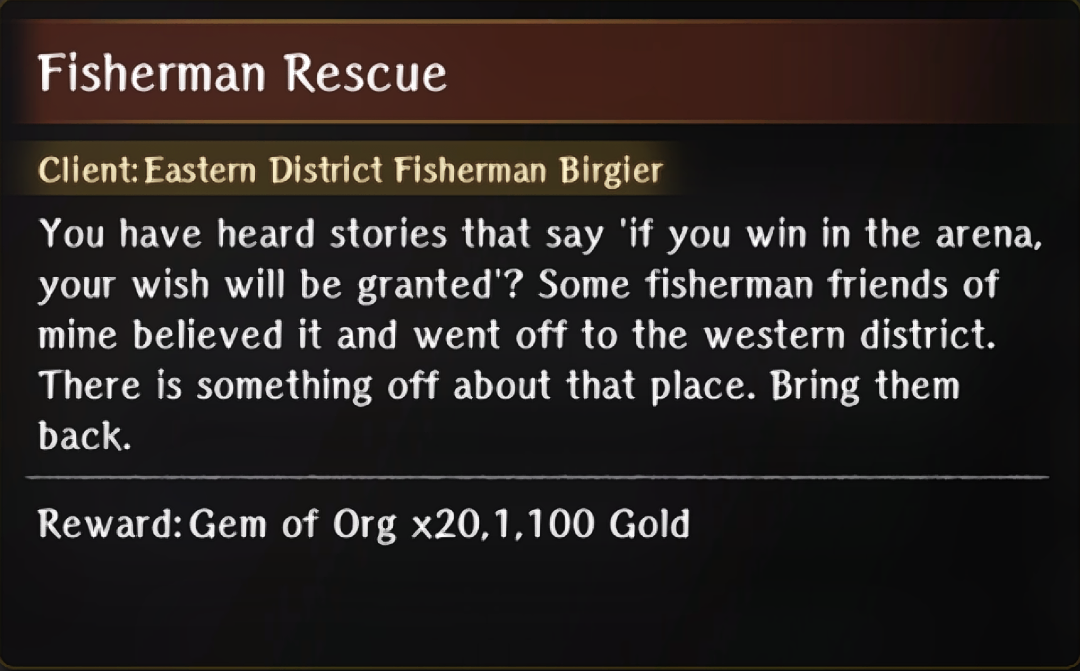 Fisherman Rescue
Client:Eastern District Fisherman Birgier
You have heard stories that say 'if you win in the arena,
your wish will be granted'? Some fisherman friends of
mine believed it and went off to the western district.
There is something off about that place. Bring them
back.
Reward:Gem of Org x20,1,100 Gold